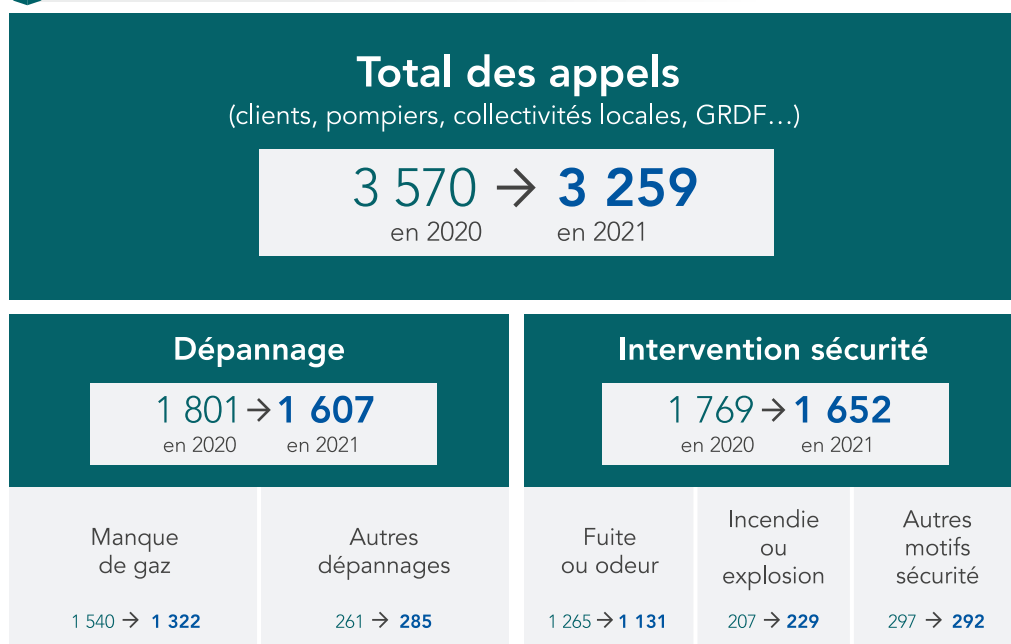 Total des appels
(clients, pompiers, collectivités locales, GRDF...)
3 570 → 3 259
en 2020 en 2021
Dépannage
1 801 → 1 607
en 2020 en 2021
Intervention sécurité
1 769 → 1 652
en 2020 en 2021
Manque
de gaz
1 540 → 1 322
Autres
dépannages
261 → 285
Fuite
ou odeur
1 265 → 1 131
Incendie
ou
explosion
207 → 229
Autres
motifs
sécurité
297 → 292